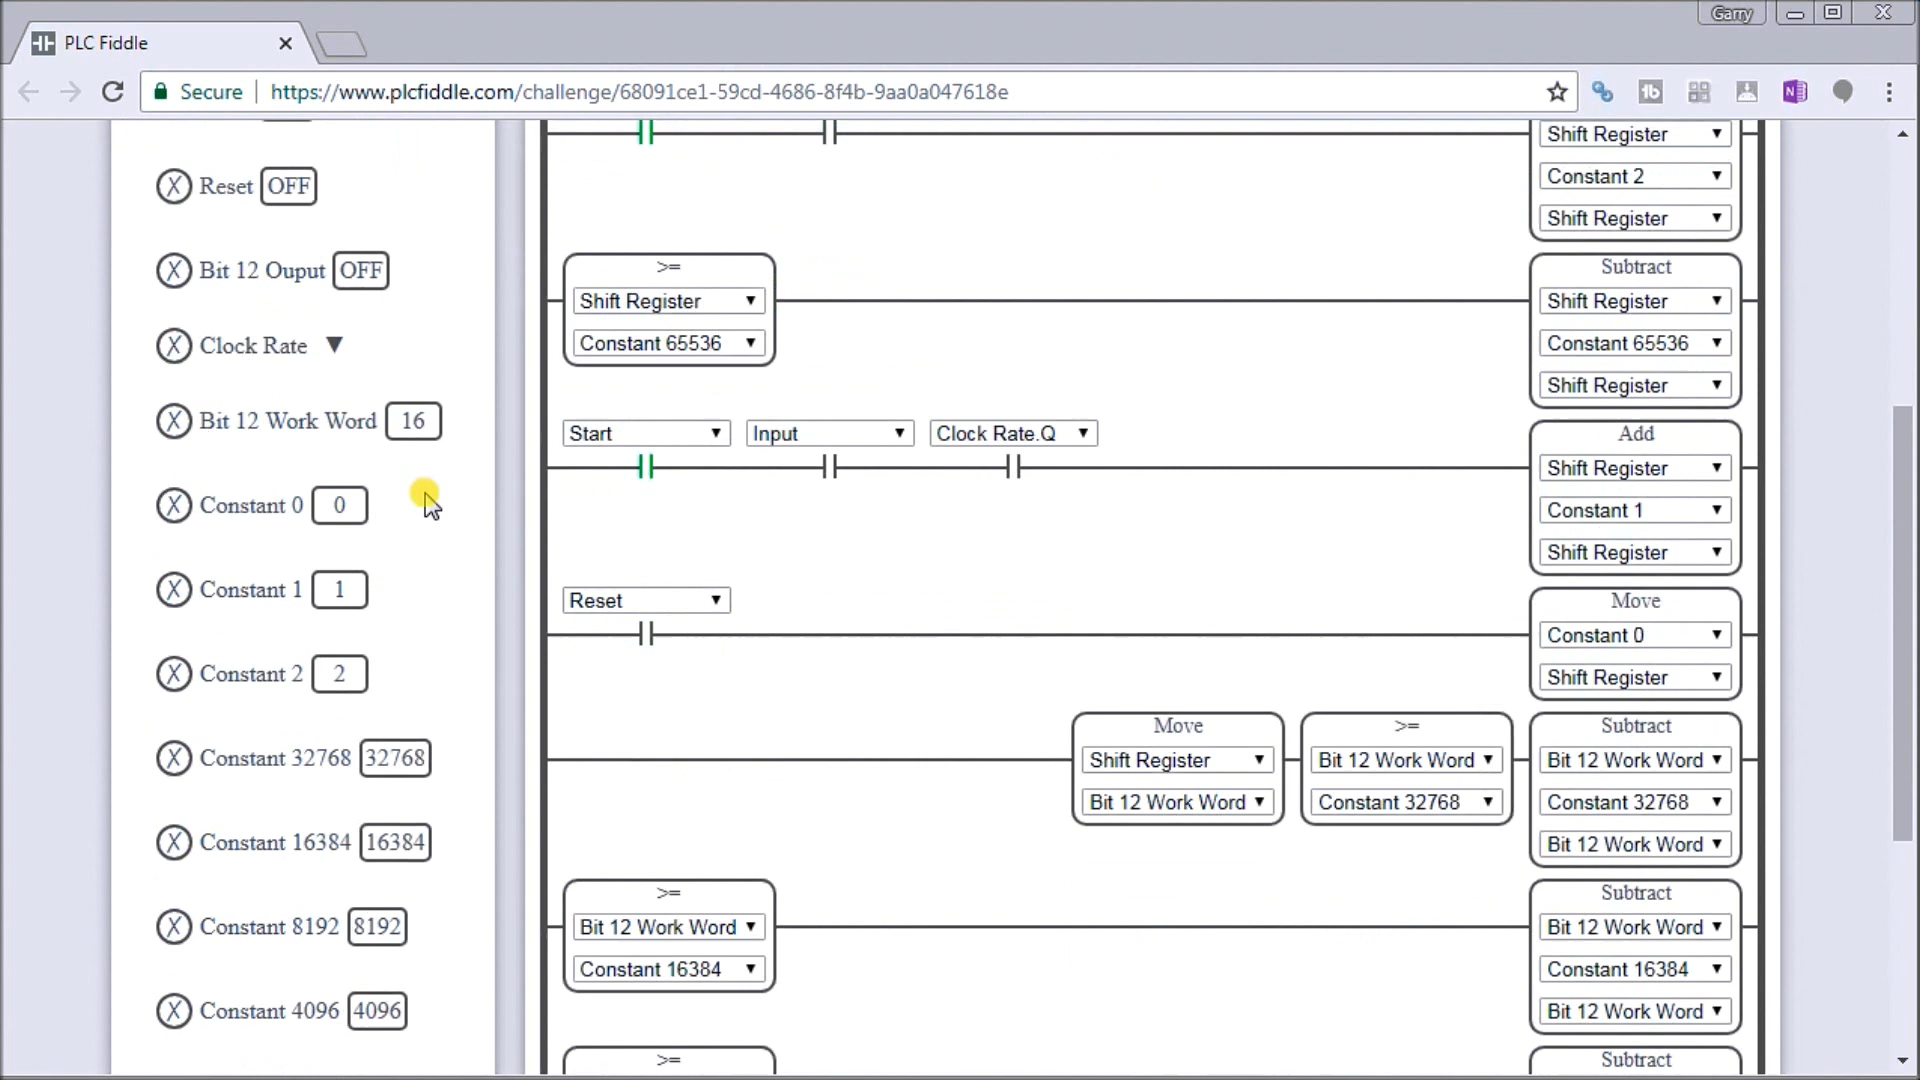 Garry
PLC Fiddle
Secure https://www.plcfiddle.com/challenge/68091ce1-59cd-4686-8f4b-9aa0a047618e
Reset OFF
Bit 12 Ouput OFF
Clock Rate
Bit 12 Work Word 16
Constant 0 0
Constant 1 1
Constant 2 2
Constant 32768 32768
Constant 16384 16384
Constant 8192 8192
Constant 4096 4096
Shift Register
Constant 2
Shift Register
>=
Shift Register
Constant 65536
Subtract
Shift Register
Constant 65536
Shift Register
Start
Input
Clock Rate.Q
Add
Shift Register
Constant 1
Shift Register
Reset
Move
Constant 0
Shift Register
Move
Shift Register
Bit 12 Work Word
>=
Bit 12 Work Word
Constant 32768
Subtract
Bit 12 Work Word
Constant 32768
Bit 12 Work Word
>=
Bit 12 Work Word
Constant 16384
Subtract
Bit 12 Work Word
Constant 16384
Bit 12 Work Word
>=
Subtract